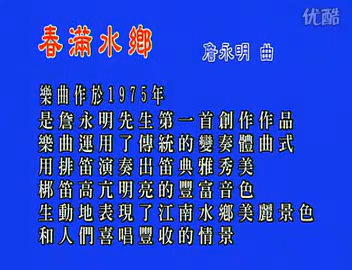 优酷
春滿水鄉
詹永明 曲
樂曲作於1975年
是詹永明先生第一首創作作品
樂曲運用了傳統的變奏體曲式
用排笛演奏出笛典雅秀美
梆笛高亢明亮的豐富音色
生動地表現了江南水鄉美麗景色
和人們喜唱豐收的情景